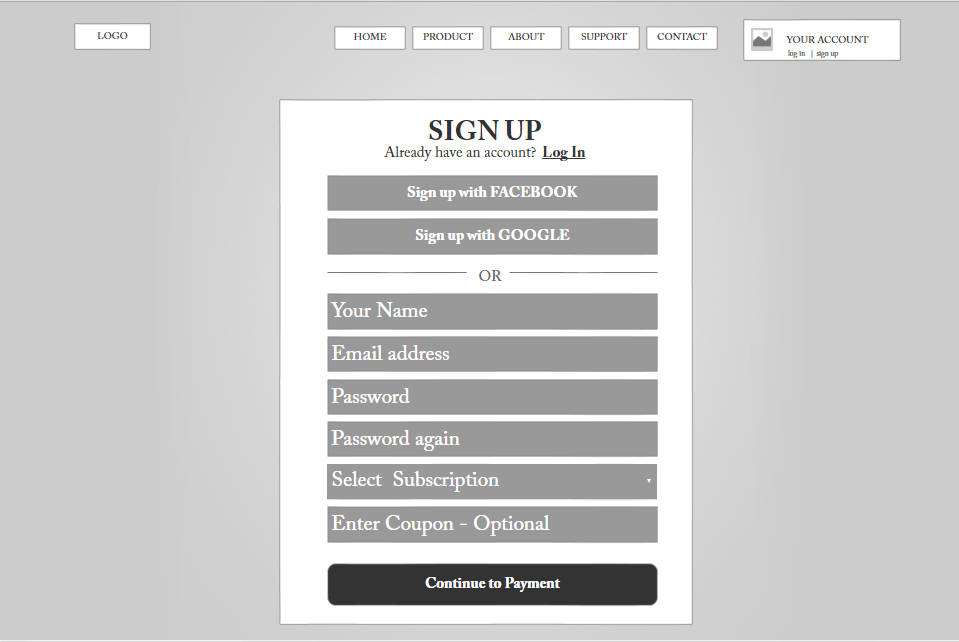 LOGO
HOME
PRODUCT
ABOUT
SUPPORT
CONTACT
YOUR ACCOUNT
log in | sign up
SIGN UP
Already have an account? Log In
Sign up with FACEBOOK
Sign up with GOOGLE
OR
Your Name
Email address
Password
Password again
Select Subscription
Enter Coupon - Optional
Continue to Payment